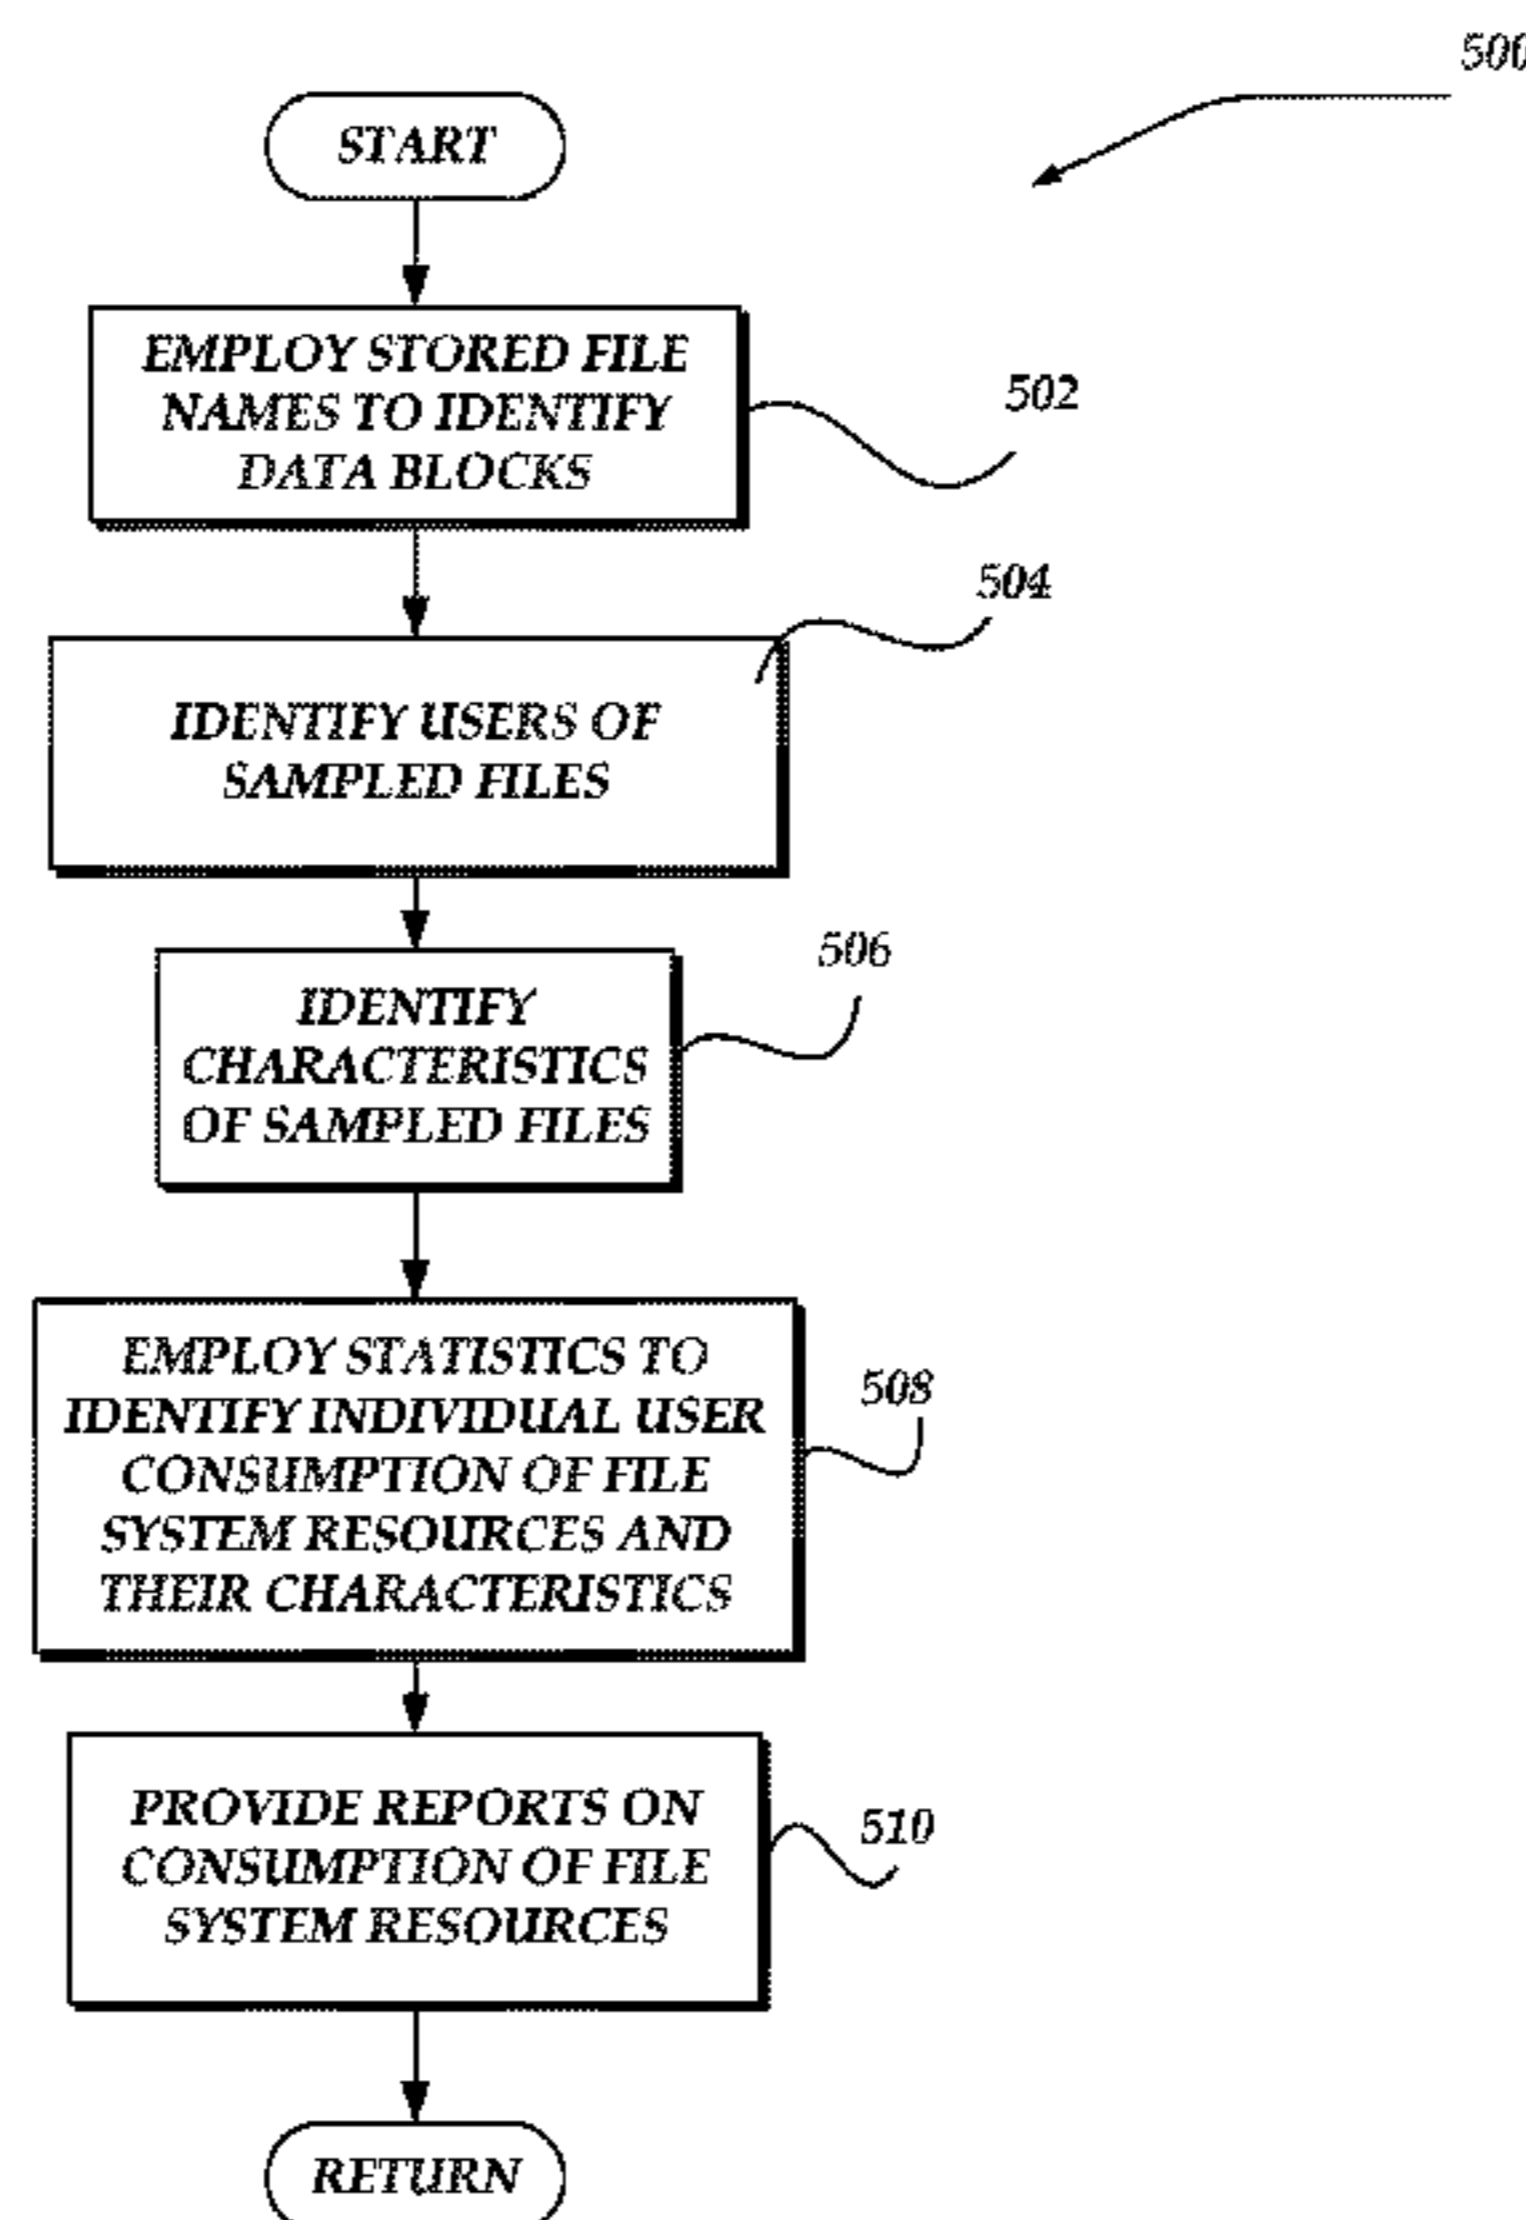 500
START
EMPLOY STORED FILE
NAMES TO IDENTIFY
DATA BLOCKS
502
504
IDENTIFY USERS OF
SAMPLED FILES
506
IDENTIFY
CHARACTERISTICS
OF SAMPLED FILES
EMPLOY STATISTICS TO
IDENTIFY INDIVIDUAL USER
CONSUMPTION OF FILE
SYSTEM RESOURCES AND
THEIR CHARACTERISTICS
508
PROVIDE REPORTS ON
CONSUMPTION OF FILE
SYSTEM RESOURCES
510
RETURN